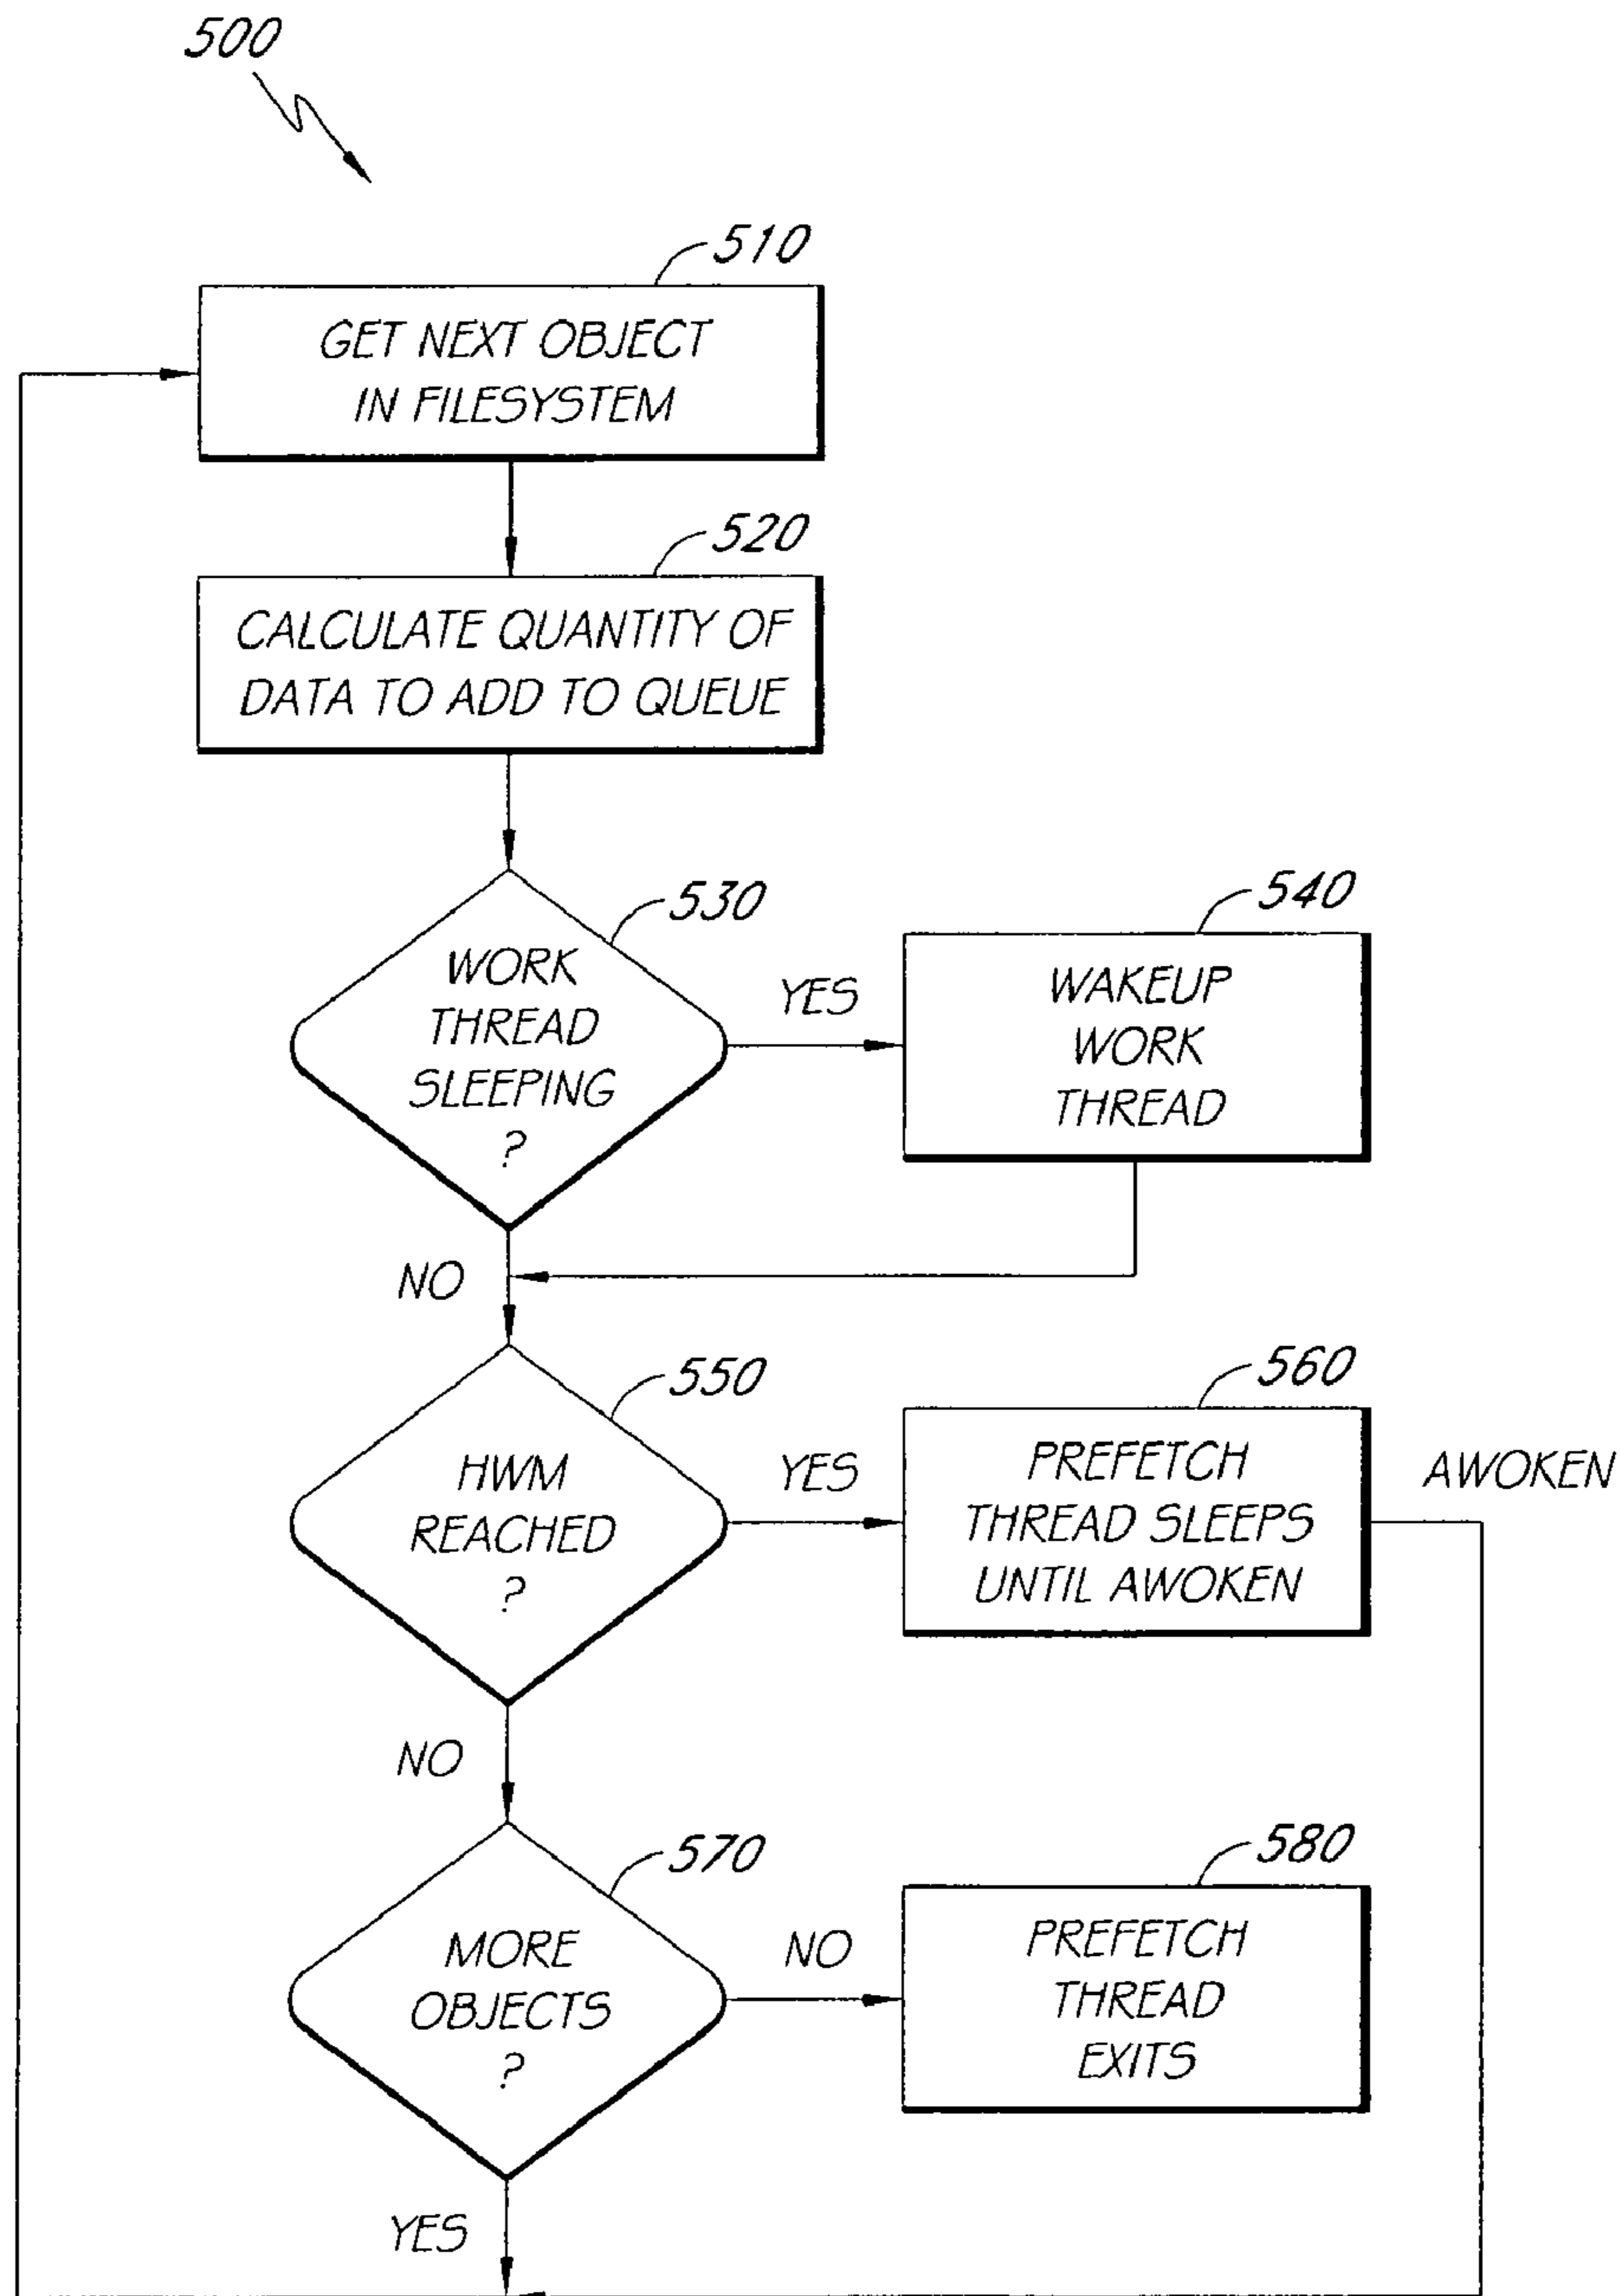 500
510
GET NEXT OBJECT
IN FILESYSTEM
520
CALCULATE QUANTITY OF
DATA TO ADD TO QUEUE
530
WORK
THREAD
SLEEPING
?
YES
540
WAKEUP
WORK
THREAD
NO
550
HWM
REACHED
?
YES
560
PREFETCH
THREAD SLEEPS
UNTIL AWOKEN
AWOKEN
NO
570
MORE
OBJECTS
?
NO
580
PREFETCH
THREAD
EXITS
YES